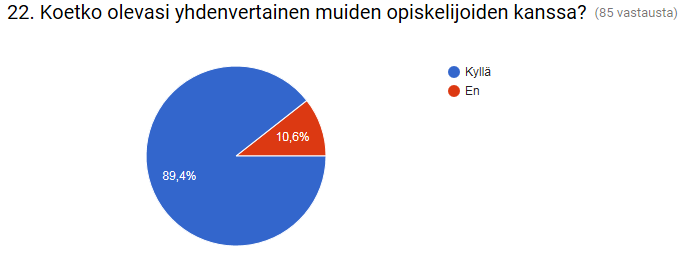 22. Koetko olevasi yhdenvertainen muiden opiskelijoiden kanssa? (85 vastausta)
Kyllä
En
10,6%
89,4%